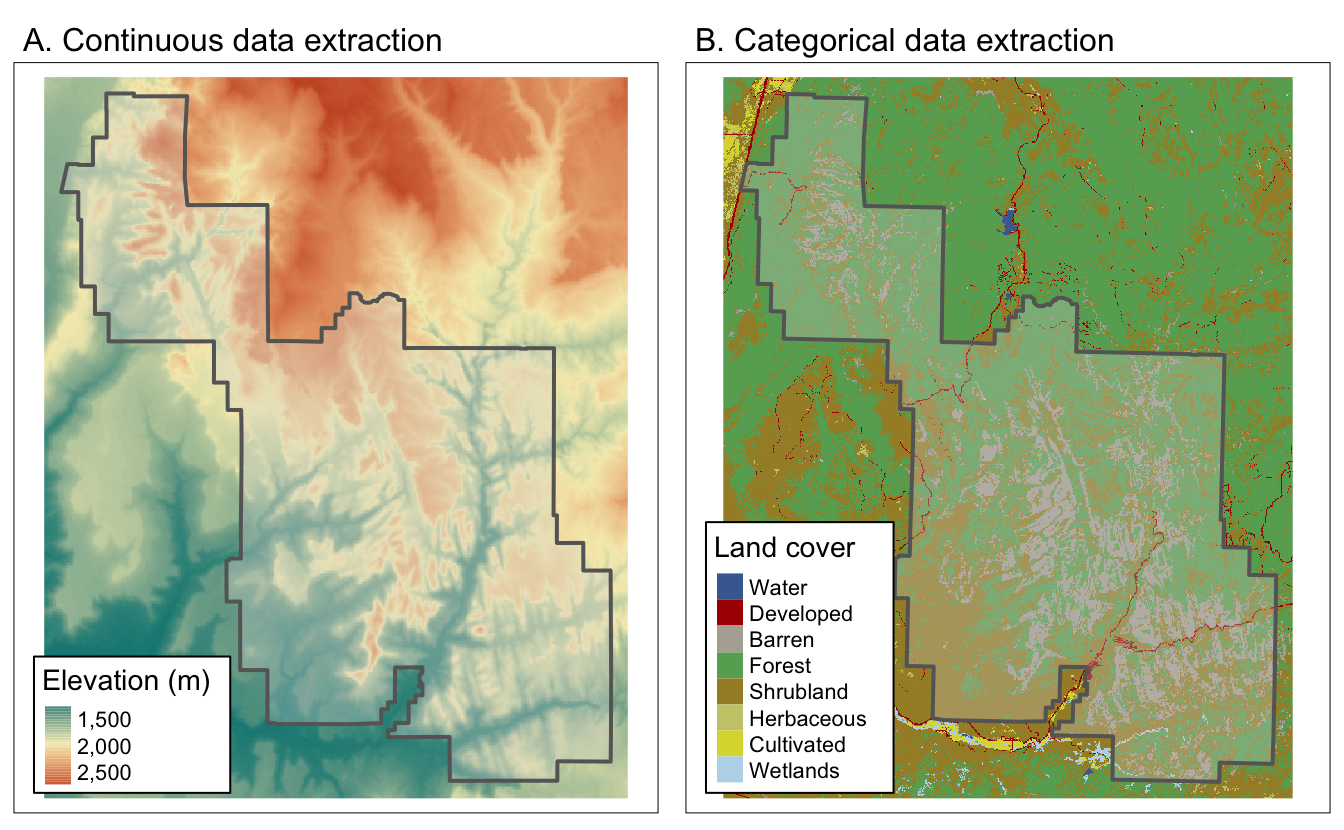 A. Continuous data extraction
Elevation (m)
1,500
2,000
2,500
B. Categorical data extraction
Land cover
Water
Developed
Barren
Forest
Shrubland
Herbaceous
Cultivated
Wetlands